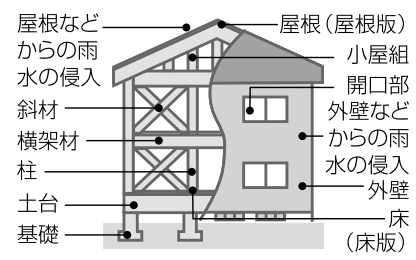 屋根など
からの雨
水の侵入
斜材
横架材
柱
土台
基礎
屋根（屋根版）
小屋組
開口部
外壁など
からの雨
水の侵入
外壁
床
（床版）